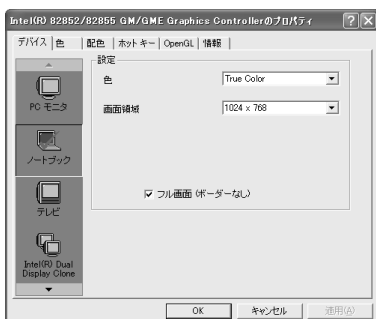 Intel(R) 82852/82855 GM/GME Graphics Controllerのプロパティ
デバイス
色
配色
ホット キー
OpenGL
情報
PC モニタ
ノートブック
テレビ
Intel(R) Dual
Display Clone
設定
色
True Color
画面領域
1024 x 768
フル画面 (ボーダーなし)
OK
キャンセル
適用(A)